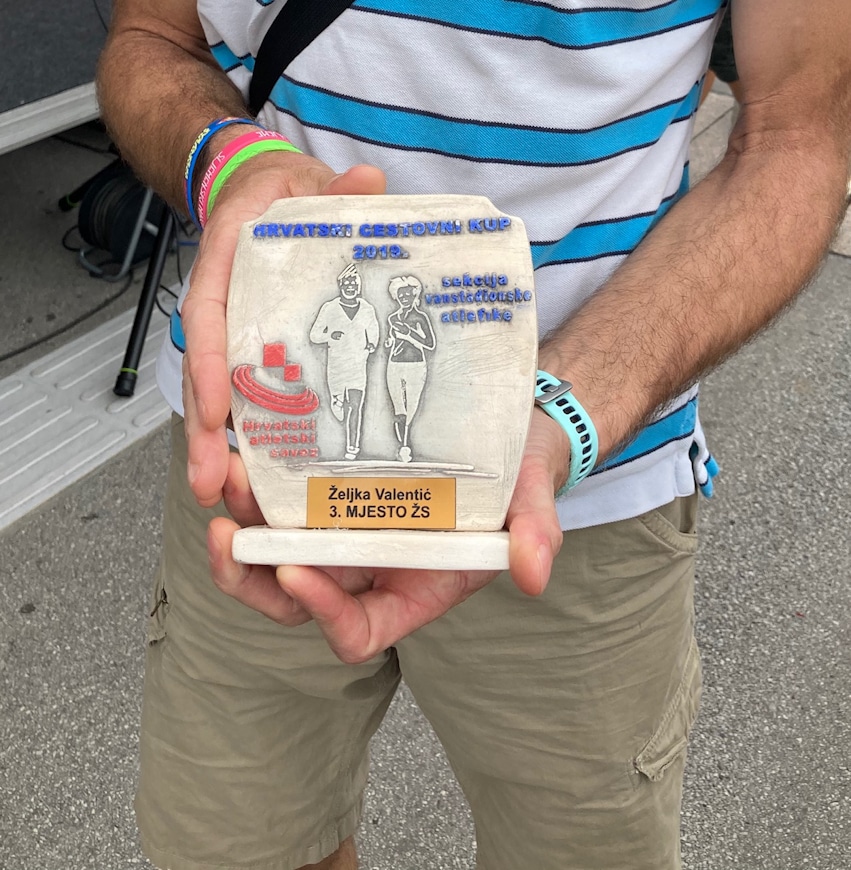 HRVATSKI CESTOVNI KUP
2019.
sekcija
vanstadionske
atletike
Hrvatski
atletski
savez
Željka Valentić
3. MJESTO ŽS